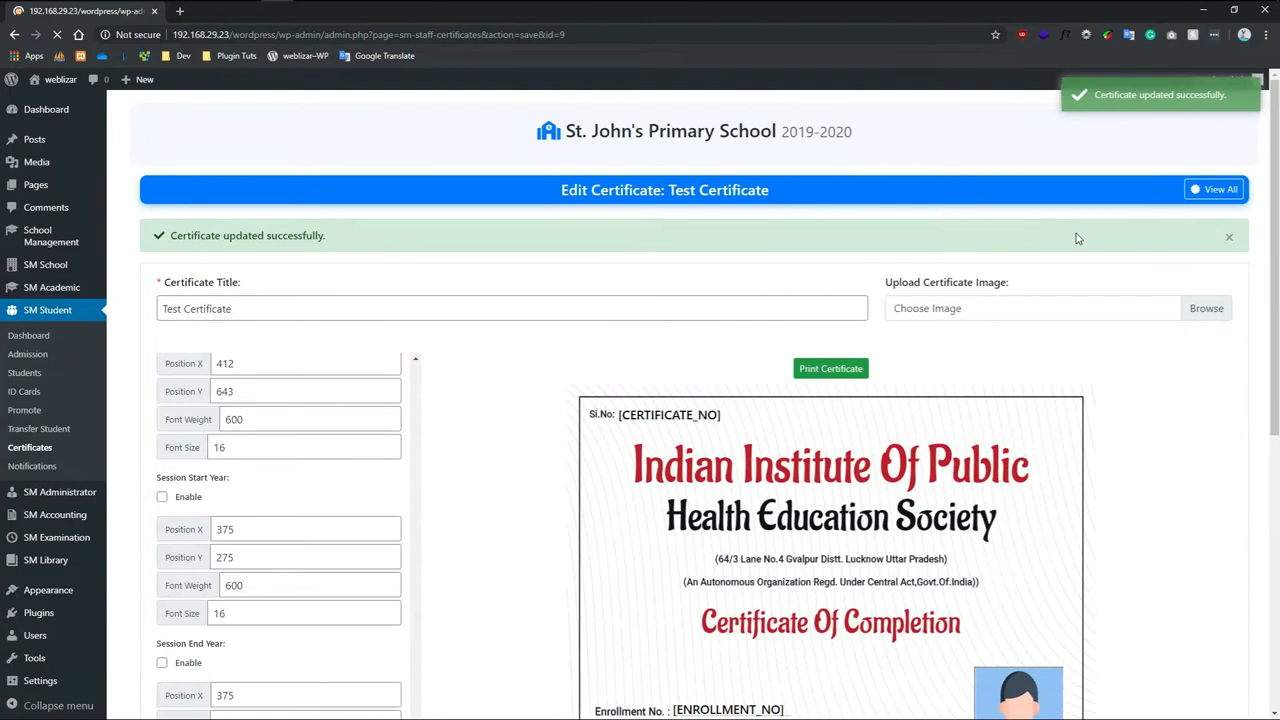 192.168.29.23/wordpress/wp-ad
Not secure 192.168.29.23/wordpress/wp-admin/admin.php?page=sm-staff-certificates&action=save&id=9
Apps Dev Plugin Tuts weblizar–WP Google Translate
weblizar 0 New
Certificate updated successfully.
St. John's Primary School 2019-2020
Edit Certificate: Test Certificate
View All
Certificate updated successfully.
Dashboard
Posts
Media
Pages
Comments
School Management
SM School
SM Academic
SM Student
Dashboard
Admission
Students
ID Cards
Promote
Transfer Student
Certificates
Notifications
SM Administrator
SM Accounting
SM Examination
SM Library
Appearance
Plugins
Users
Tools
Settings
Collapse menu
* Certificate Title:
Test Certificate
Upload Certificate Image:
Choose Image Browse
Position X 412
Position Y 643
Font Weight 600
Font Size 16
Session Start Year:
Enable
Position X 375
Position Y 275
Font Weight 600
Font Size 16
Session End Year:
Enable
Position X 375
Print Certificate
Si.No: [CERTIFICATE_NO]
Indian Institute Of Public
Health Education Society
(64/3 Lane No.4 Gvalpur Distt. Lucknow Uttar Pradesh)
(An Autonomous Organization Regd. Under Central Act,Govt.Of.India))
Certificate Of Completion
Enrollment No. : [ENROLLMENT_NO]